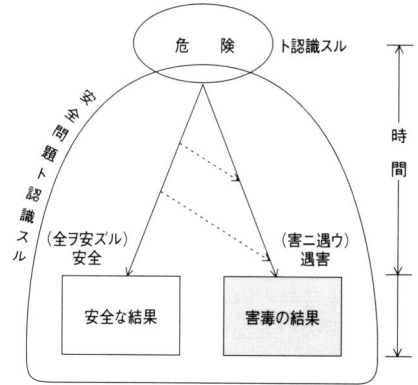 危 険
ト認識スル
安全問題ト認識スル
時間
(全ヲ安ズル)
安全
(害ニ遇ウ)
遇害
安全な結果
害毒の結果